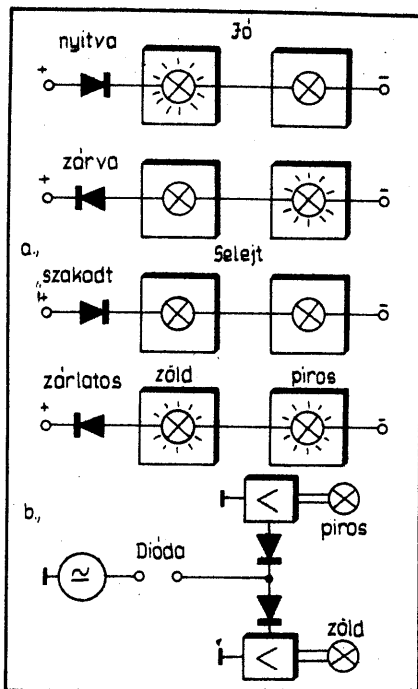 Jó
nyitva
+ −
zárva
+ −
a.,
Selejt
szakadt
+ −
zárlatos zöld piros
+ −
b.,
< piros
Dióda
≃
zöld
<